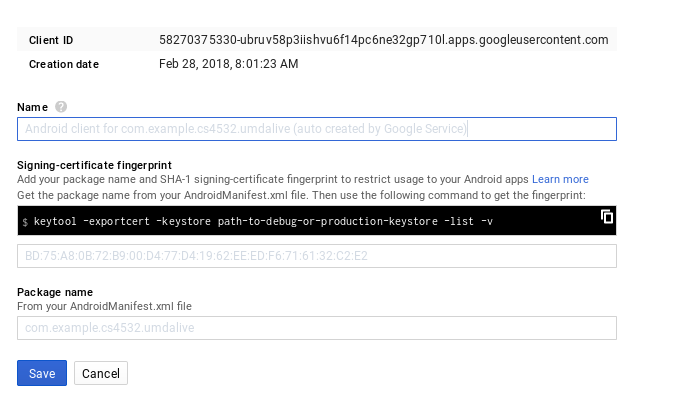 Client ID 58270375330-ubruv58p3iishvu6f14pc6ne32gp710l.apps.googleusercontent.com
Creation date Feb 28, 2018, 8:01:23 AM
Name ?
Android client for com.example.cs4532.umdalive (auto created by Google Service)
Signing-certificate fingerprint
Add your package name and SHA-1 signing-certificate fingerprint to restrict usage to your Android apps Learn more
Get the package name from your AndroidManifest.xml file. Then use the following command to get the fingerprint:
$ keytool -exportcert -keystore path-to-debug-or-production-keystore -list -v
BD:75:A8:0B:72:B9:00:D4:77:D4:19:62:EE:ED:F6:71:61:32:C2:E2
Package name
From your AndroidManifest.xml file
com.example.cs4532.umdalive
Save Cancel